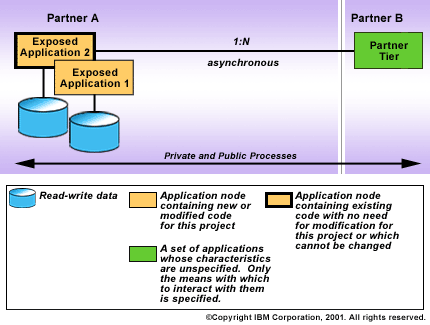 Partner A
Partner B
Exposed
Application 2
Exposed
Application 1
1:N
asynchronous
Partner
Tier
Private and Public Processes
Read-write data
Application node
containing new or
modified code
for this project
Application node
containing existing
code with no need
for modification for
this project or which
cannot be changed
A set of applications
whose characteristics
are unspecified. Only
the means with which
to interact with them
is specified.
©Copyright IBM Corporation, 2001. All rights reserved.